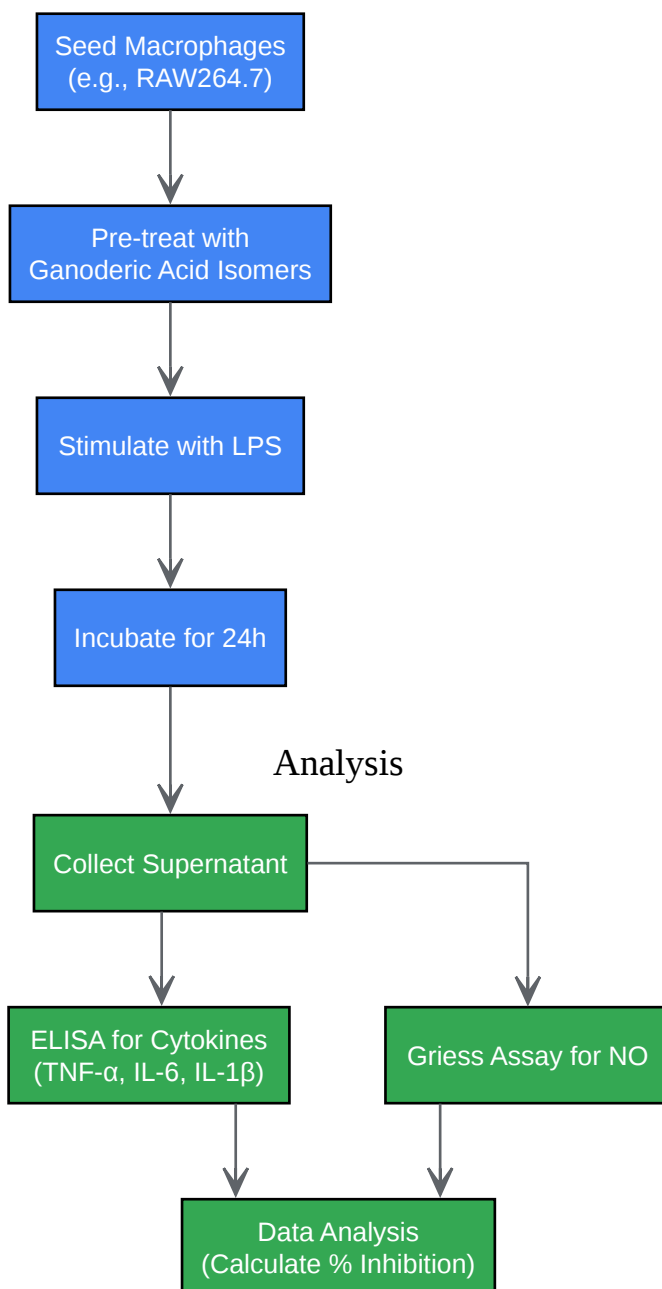 Seed Macrophages
(e.g., RAW264.7)
Pre-treat with
Ganoderic Acid Isomers
Stimulate with LPS
Incubate for 24h
Analysis
Collect Supernatant
ELISA for Cytokines
(TNF-α, IL-6, IL-1β)
Griess Assay for NO
Data Analysis
(Calculate % Inhibition)